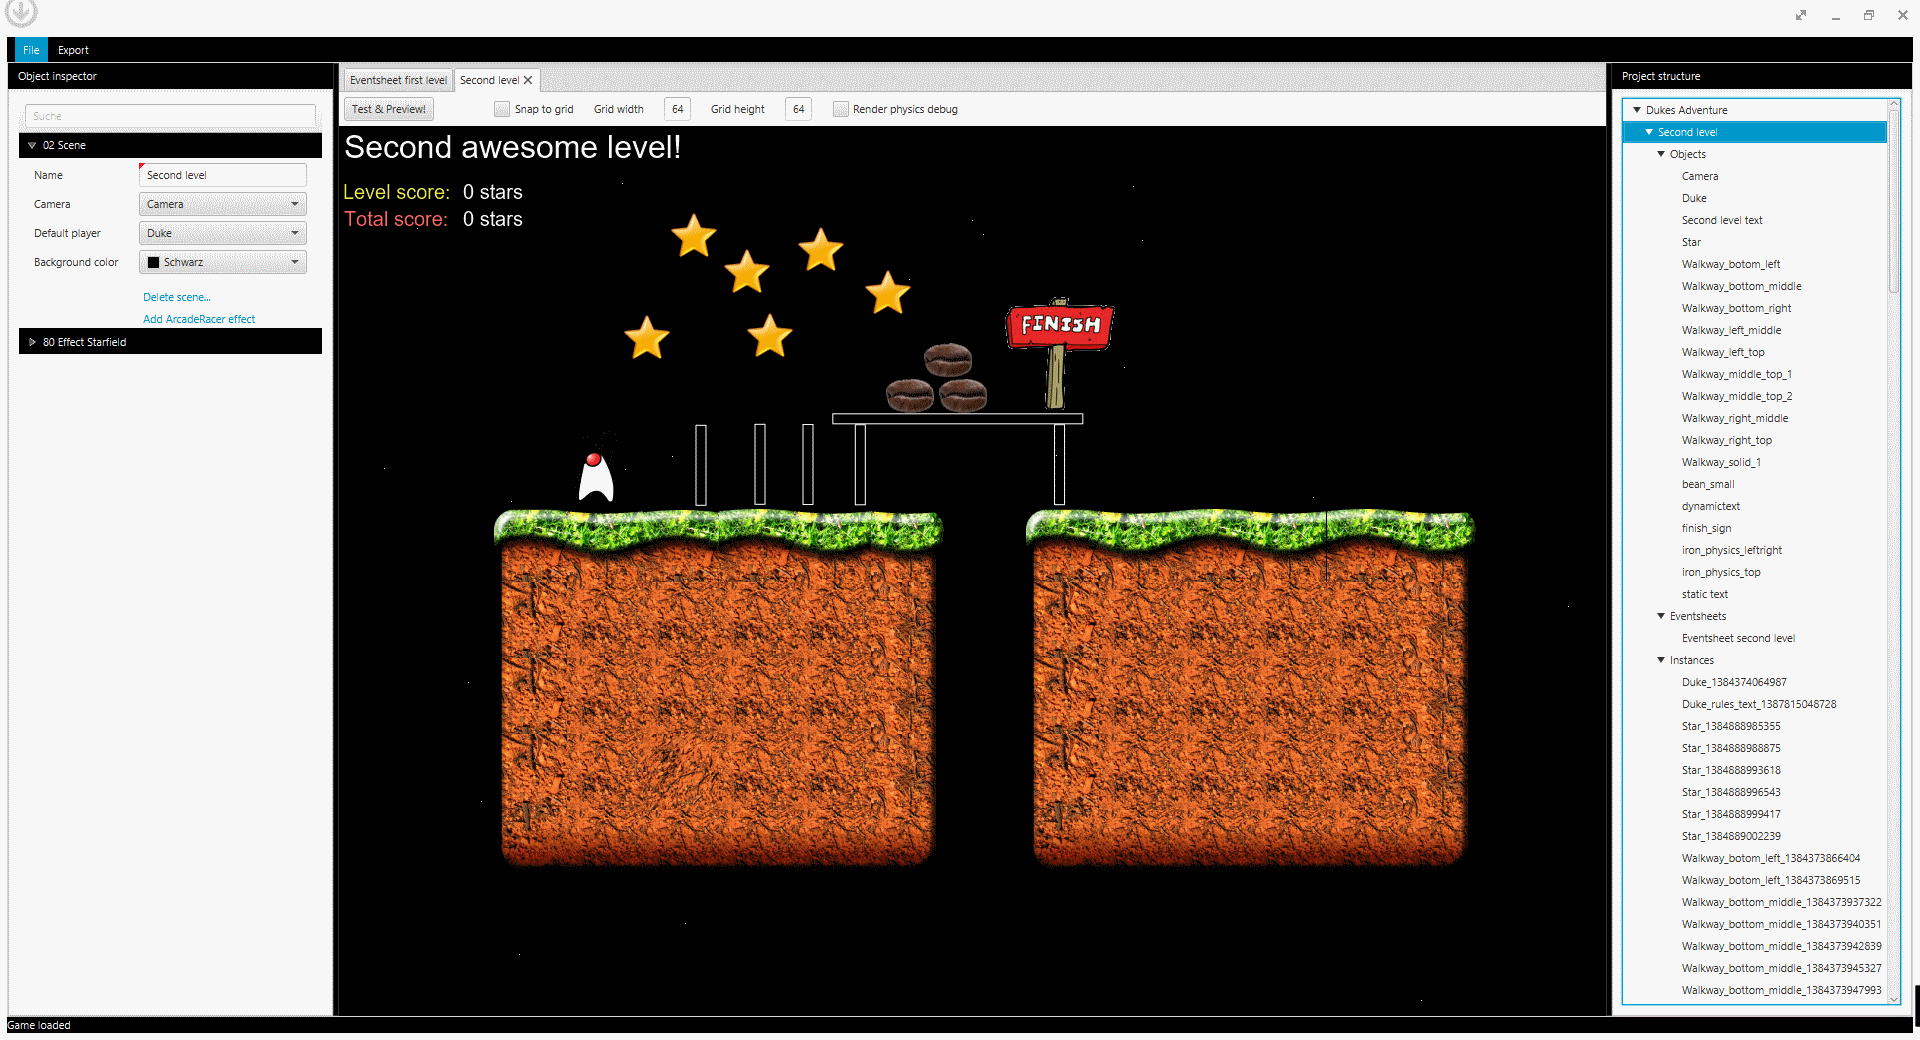 File Export
Object inspector
Suche
02 Scene
Name Second level
Camera Camera
Default player Duke
Background color Schwarz
Delete scene...
Add ArcadeRacer effect
80 Effect Starfield
Eventsheet first level Second level
Test & Preview! Snap to grid Grid width 64 Grid height 64 Render physics debug
Second awesome level!
Level score: 0 stars
Total score: 0 stars
FINISH
Project structure
Dukes Adventure
Second level
Objects
Camera
Duke
Second level text
Star
Walkway_botom_left
Walkway_bottom_middle
Walkway_bottom_right
Walkway_left_middle
Walkway_left_top
Walkway_middle_top_1
Walkway_middle_top_2
Walkway_right_middle
Walkway_right_top
Walkway_solid_1
bean_small
dynamictext
finish_sign
iron_physics_leftright
iron_physics_top
static text
Eventsheets
Eventsheet second level
Instances
Duke_1384374064987
Duke_rules_text_1387815048728
Star_1384888985355
Star_1384888988875
Star_1384888993618
Star_1384888996543
Star_1384888999417
Star_1384889002239
Walkway_botom_left_1384373866404
Walkway_botom_left_1384373869515
Walkway_bottom_middle_1384373937322
Walkway_bottom_middle_1384373940351
Walkway_bottom_middle_1384373942839
Walkway_bottom_middle_1384373945327
Walkway_bottom_middle_1384373947993
Game loaded